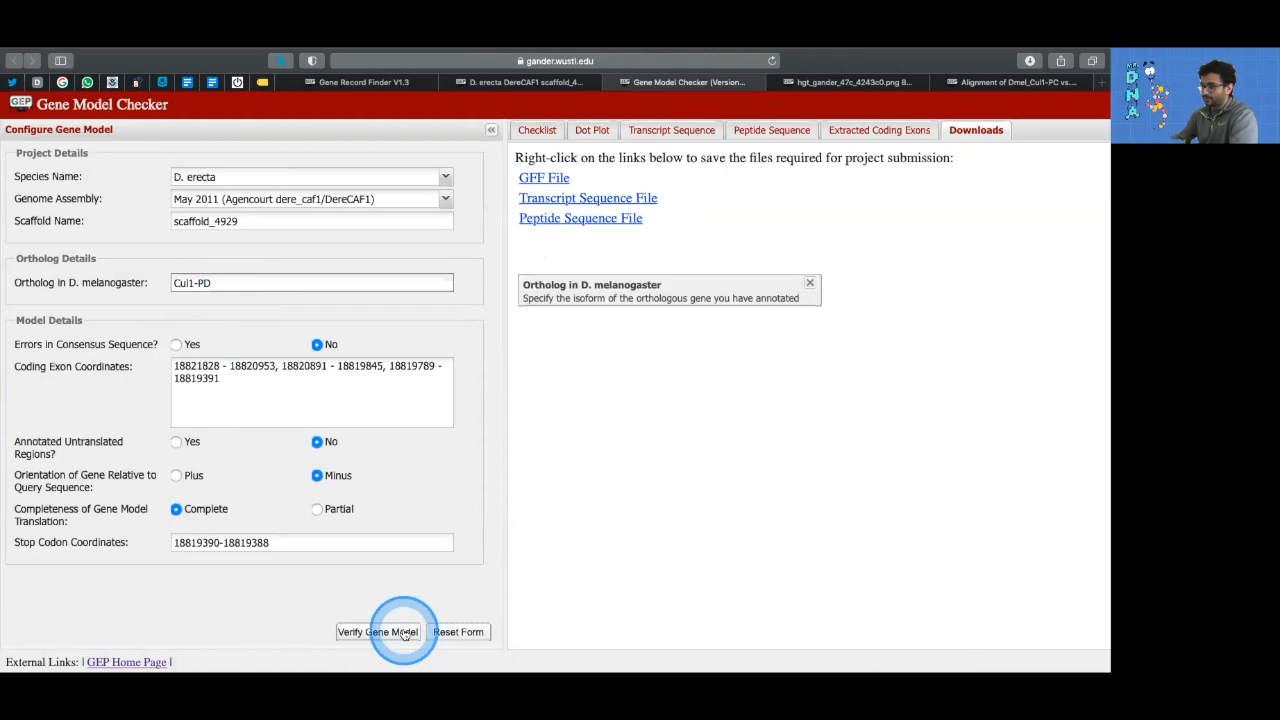 gander.wustl.edu
Gene Record Finder V1.3
D. erecta DereCAF1 scaffold_4...
Gene Model Checker (Version...
hgt_gander_47c_4243c0.png 8...
Alignment of Dmel_Cul1-PC vs....
GEP Gene Model Checker
Configure Gene Model
Checklist
Dot Plot
Transcript Sequence
Peptide Sequence
Extracted Coding Exons
Downloads
Project Details
Species Name: D. erecta
Genome Assembly: May 2011 (Agencourt dere_caf1/DereCAF1)
Scaffold Name: scaffold_4929
Ortholog Details
Ortholog in D. melanogaster: Cul1-PD
Model Details
Errors in Consensus Sequence? Yes No
Coding Exon Coordinates: 18821828 - 18820953, 18820891 - 18819845, 18819789 -
18819391
Annotated Untranslated
Regions? Yes No
Orientation of Gene Relative to
Query Sequence: Plus Minus
Completeness of Gene Model
Translation: Complete Partial
Stop Codon Coordinates: 18819390-18819388
Verify Gene Model
Reset Form
External Links: | GEP Home Page |
Right-click on the links below to save the files required for project submission:
GFF File
Transcript Sequence File
Peptide Sequence File
Ortholog in D. melanogaster
Specify the isoform of the orthologous gene you have annotated
DNA